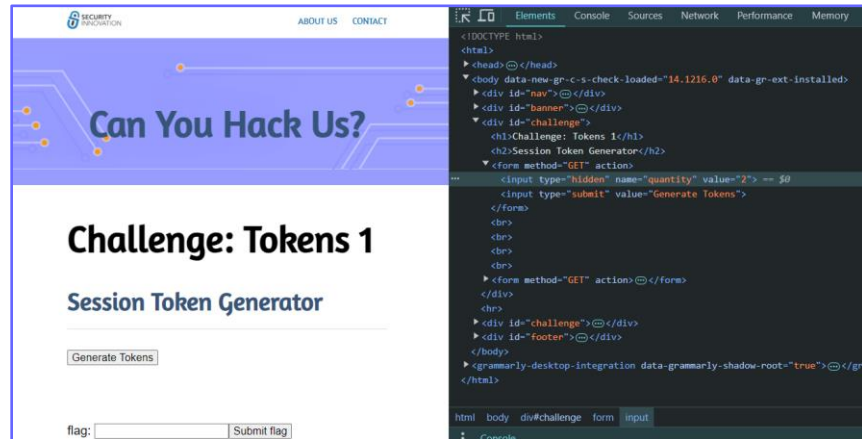 SECURITY
INNOVATION
ABOUT US CONTACT
Can You Hack Us?
Challenge: Tokens 1
Session Token Generator
Generate Tokens
flag:
Submit flag
Elements Console Sources Network Performance Memory
<!DOCTYPE html>
<html>
<head> </head>
<body data-new-gr-c-s-check-loaded="14.1216.0" data-gr-ext-installed>
<div id="nav"> </div>
<div id="banner"> </div>
<div id="challenge">
<h1>Challenge: Tokens 1</h1>
<h2>Session Token Generator</h2>
<form method="GET" action>
<input type="hidden" name="quantity" value="2"> == $0
<input type="submit" value="Generate Tokens">
</form>
<br>
<br>
<br>
<br>
<form method="GET" action> </form>
</div>
<hr>
<div id="challenge"> </div>
<div id="footer"> </div>
</body>
<grammarly-desktop-integration data-grammarly-shadow-root="true"> </gr
</html>
html body div#challenge form input
Console